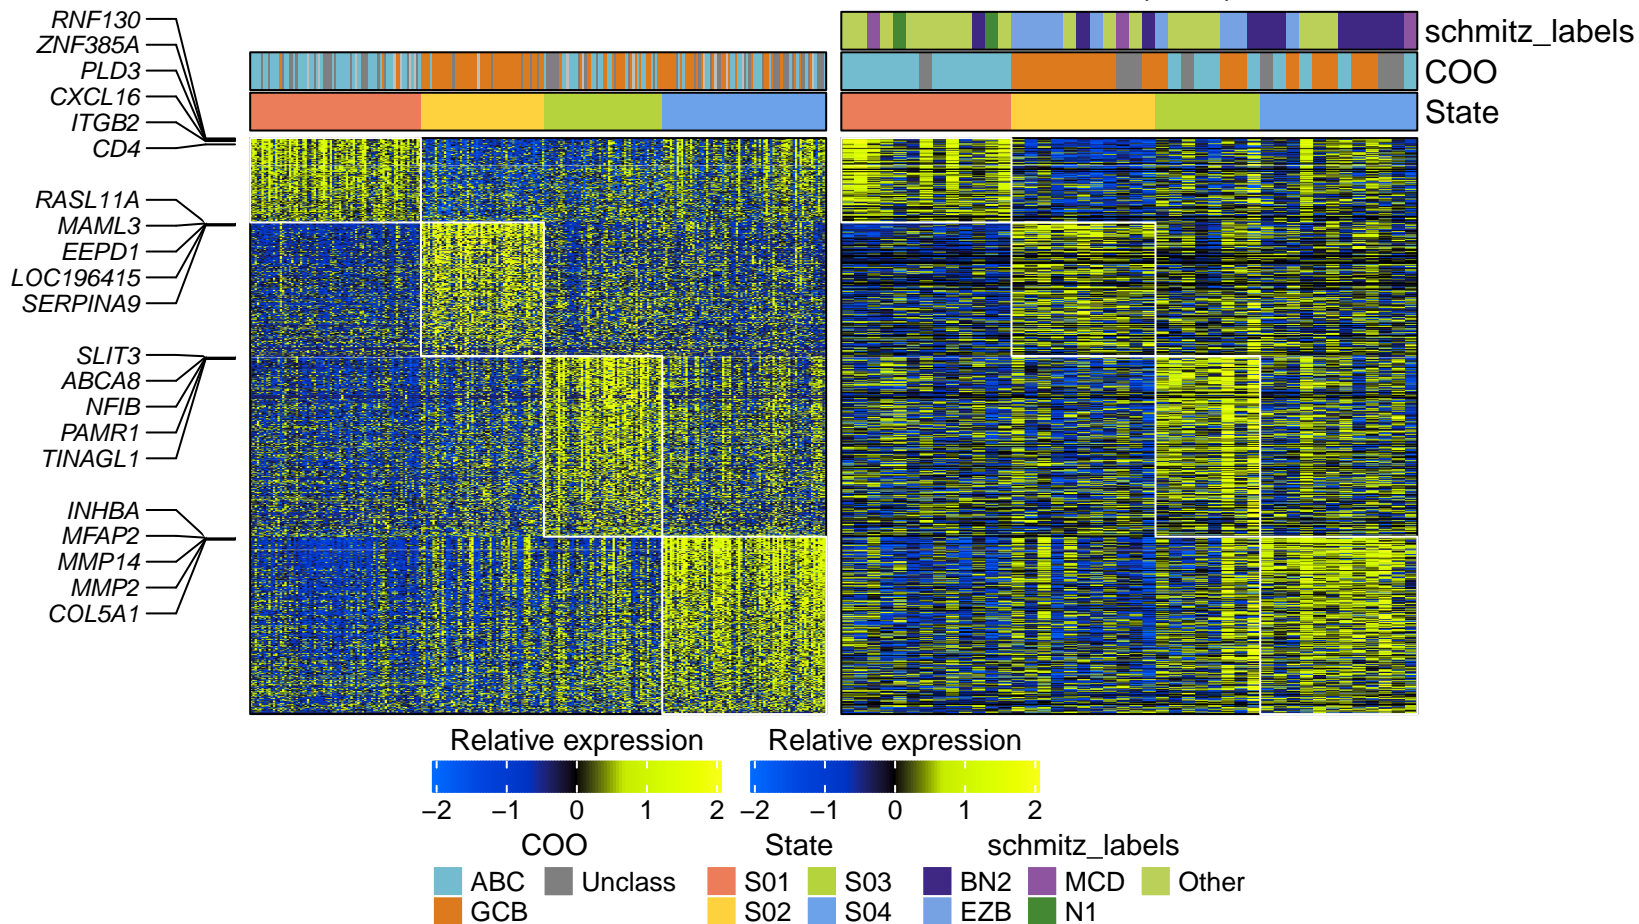 RNF130
ZNF385A
PLD3
CXCL16
ITGB2
CD4
RASL11A
MAML3
EEPD1
LOC196415
SERPINA9
SLIT3
ABCA8
NFIB
PAMR1
TINAGL1
INHBA
MFAP2
MMP14
MMP2
COL5A1
schmitz_labels
COO
State
Relative expression Relative expression
−2 −1 0 1 2 −2 −1 0 1 2
COO State schmitz_labels
ABC Unclass S01 S03 BN2 MCD Other
GCB S02 S04 EZB N1